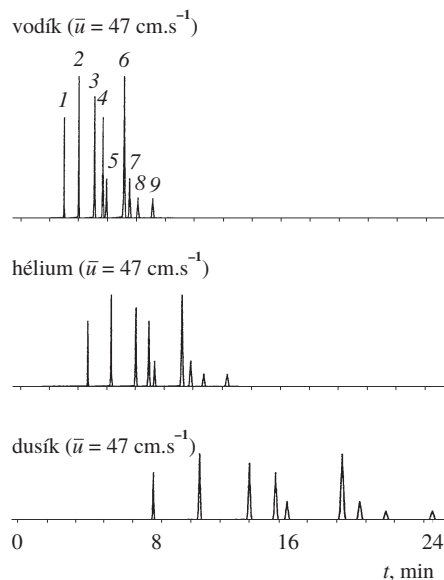 vodík (u̅ = 47 cm.s⁻¹)
1 2 3 4 5 6 7 8 9
hélium (u̅ = 47 cm.s⁻¹)
dusík (u̅ = 47 cm.s⁻¹)
0 8 16 24
t, min